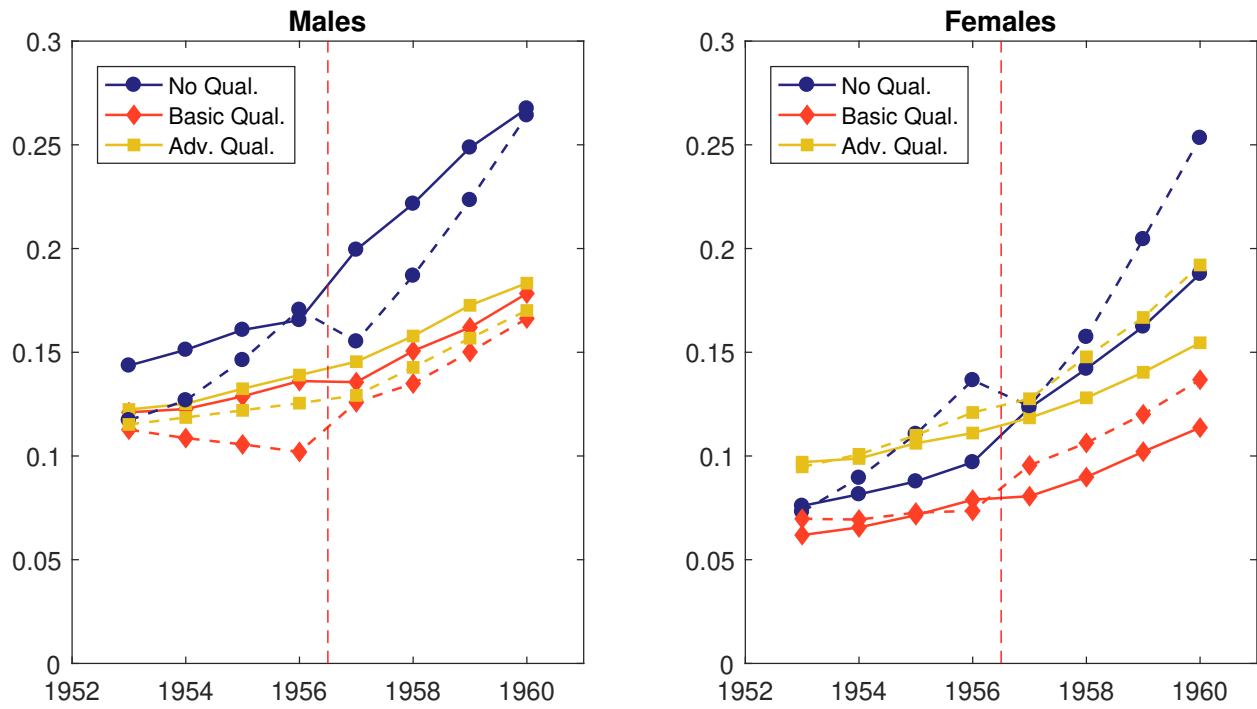 Males
0.3
0.25
0.2
0.15
0.1
0.05
0
1952 1954 1956 1958 1960
No Qual.
Basic Qual.
Adv. Qual.
Females
0.3
0.25
0.2
0.15
0.1
0.05
0
1952 1954 1956 1958 1960
No Qual.
Basic Qual.
Adv. Qual.